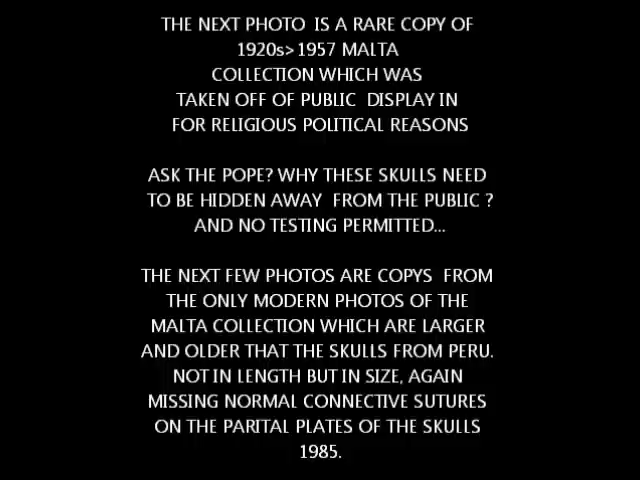 THE NEXT PHOTO IS A RARE COPY OF
1920s>1957 MALTA
COLLECTION WHICH WAS
TAKEN OFF OF PUBLIC DISPLAY IN
FOR RELIGIOUS POLITICAL REASONS
ASK THE POPE? WHY THESE SKULLS NEED
TO BE HIDDEN AWAY FROM THE PUBLIC ?
AND NO TESTING PERMITTED...
THE NEXT FEW PHOTOS ARE COPYS FROM
THE ONLY MODERN PHOTOS OF THE
MALTA COLLECTION WHICH ARE LARGER
AND OLDER THAT THE SKULLS FROM PERU.
NOT IN LENGTH BUT IN SIZE, AGAIN
MISSING NORMAL CONNECTIVE SUTURES
ON THE PARITAL PLATES OF THE SKULLS
1985.